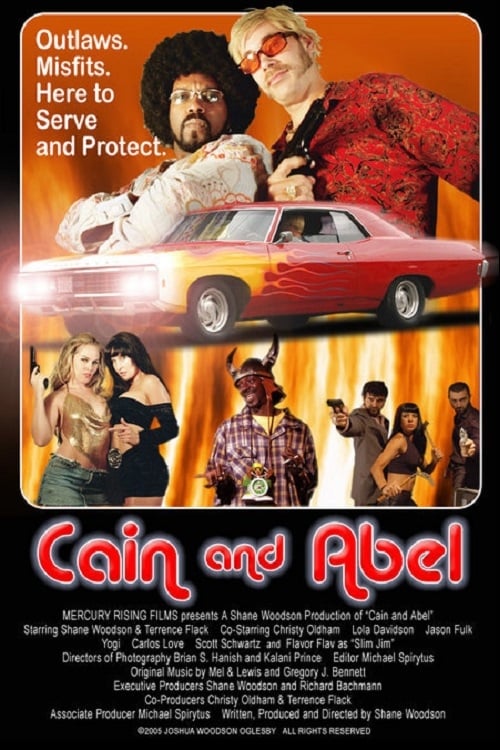 Outlaws.
Misfits.
Here to
Serve
and Protect.
Cain and Abel
MERCURY RISING FILMS presents A Shane Woodson Production of "Cain and Abel"
Starring Shane Woodson & Terrence Flack Co-Starring Christy Oldham Lola Davidson Jason Fulk
Yogi Carlos Love Scott Schwartz and Flavor Flav as "Slim Jim"
Directors of Photography Brian S. Hanish and Kalani Prince Editor Michael Spirytus
Original Music by Mel & Lewis and Gregory J. Bennett
Executive Producers Shane Woodson and Richard Bachmann
Co-Producers Christy Oldham & Terrence Flack
Associate Producer Michael Spirytus Written, Produced and Directed by Shane Woodson
©2005 JOSHUA WOODSON OGLESBY ALL RIGHTS RESERVED